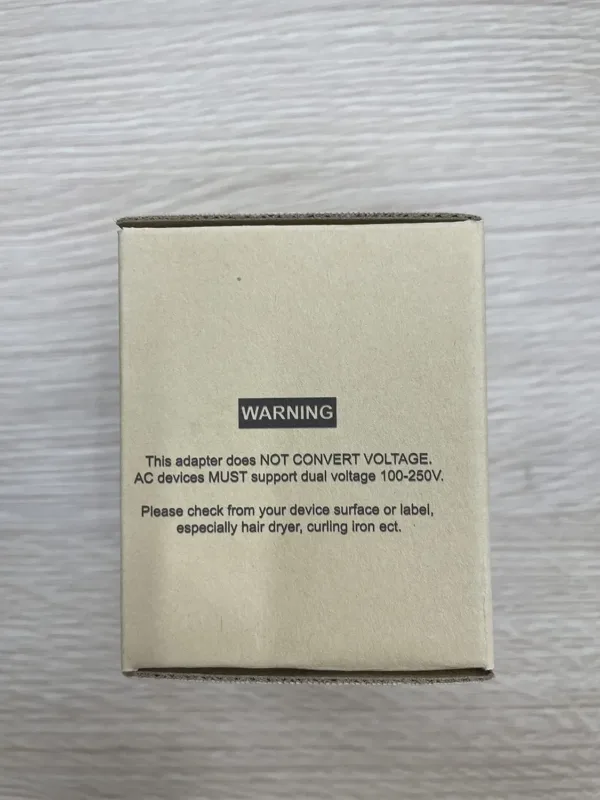 WARNING
This adapter does NOT CONVERT VOLTAGE.
AC devices MUST support dual voltage 100-250V.
Please check from your device surface or label,
especially hair dryer, curling iron ect.